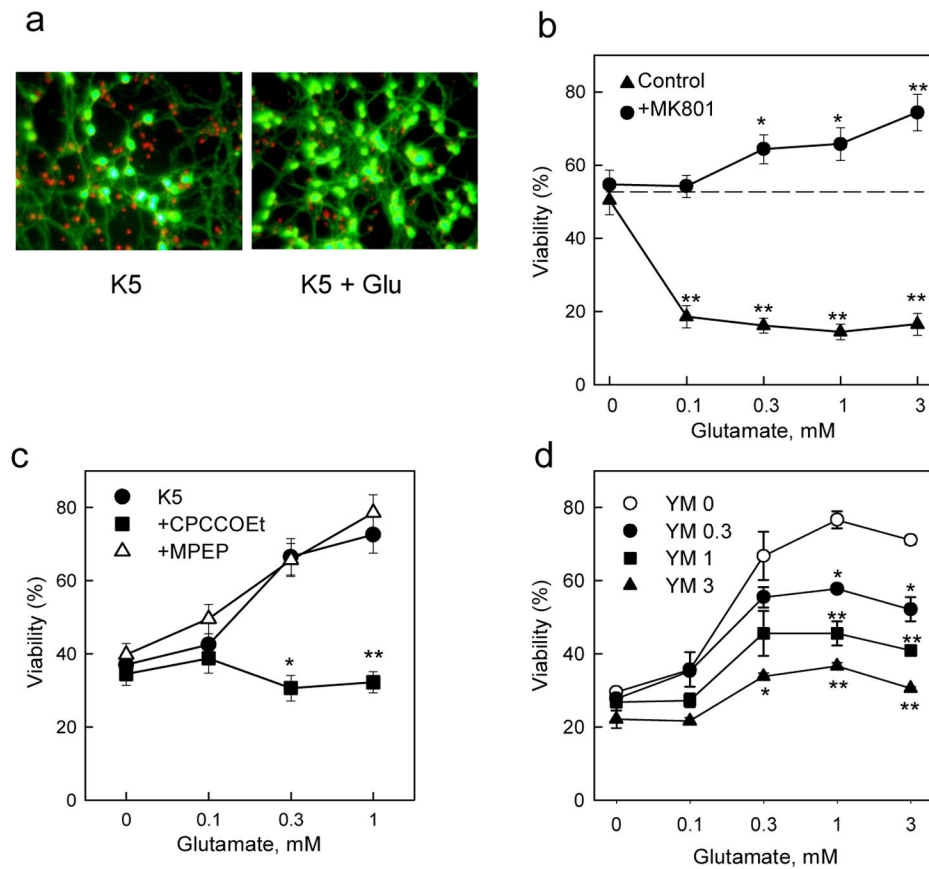 a
K5
K5 + Glu
b
Control
+MK801
Viability (%)
80
60
40
20
0
**
*
*
**
**
**
**
0
0.1
0.3
1
3
Glutamate, mM
c
K5
+CPCCOEt
+MPEP
Viability (%)
80
60
40
20
0
*
**
0
0.1
0.3
1
Glutamate, mM
d
YM 0
YM 0.3
YM 1
YM 3
Viability (%)
80
60
40
20
0
*
*
**
**
*
**
**
0
0.1
0.3
1
3
Glutamate, mM